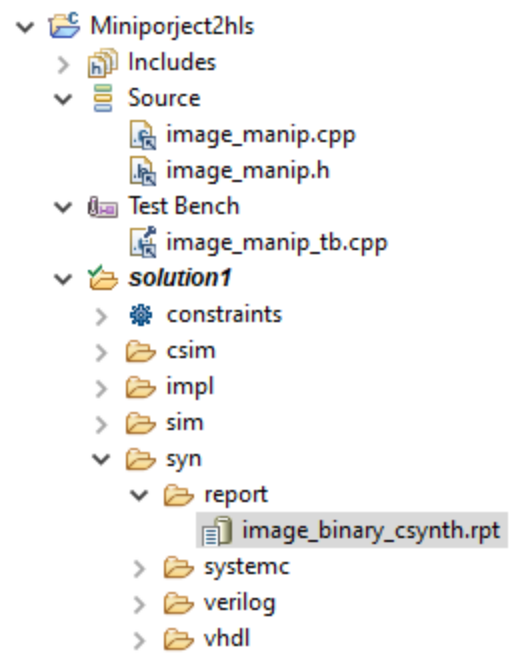 Miniporject2hls
Includes
Source
image_manip.cpp
image_manip.h
Test Bench
image_manip_tb.cpp
solution1
constraints
csim
impl
sim
syn
report
image_binary_csynth.rpt
systemc
verilog
vhdl